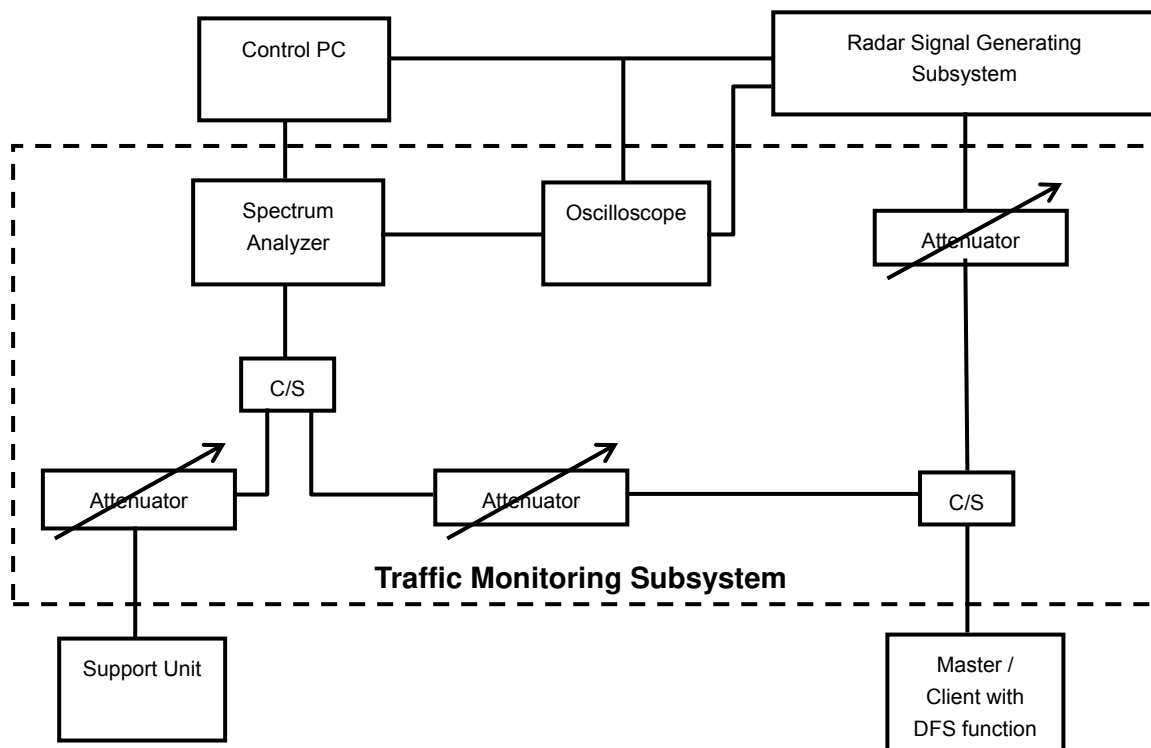 Control PC
Radar Signal Generating
Subsystem
Spectrum
Analyzer
Oscilloscope
Attenuator
C/S
Attenuator
Attenuator
C/S
Traffic Monitoring Subsystem
Support Unit
Master /
Client with
DFS function